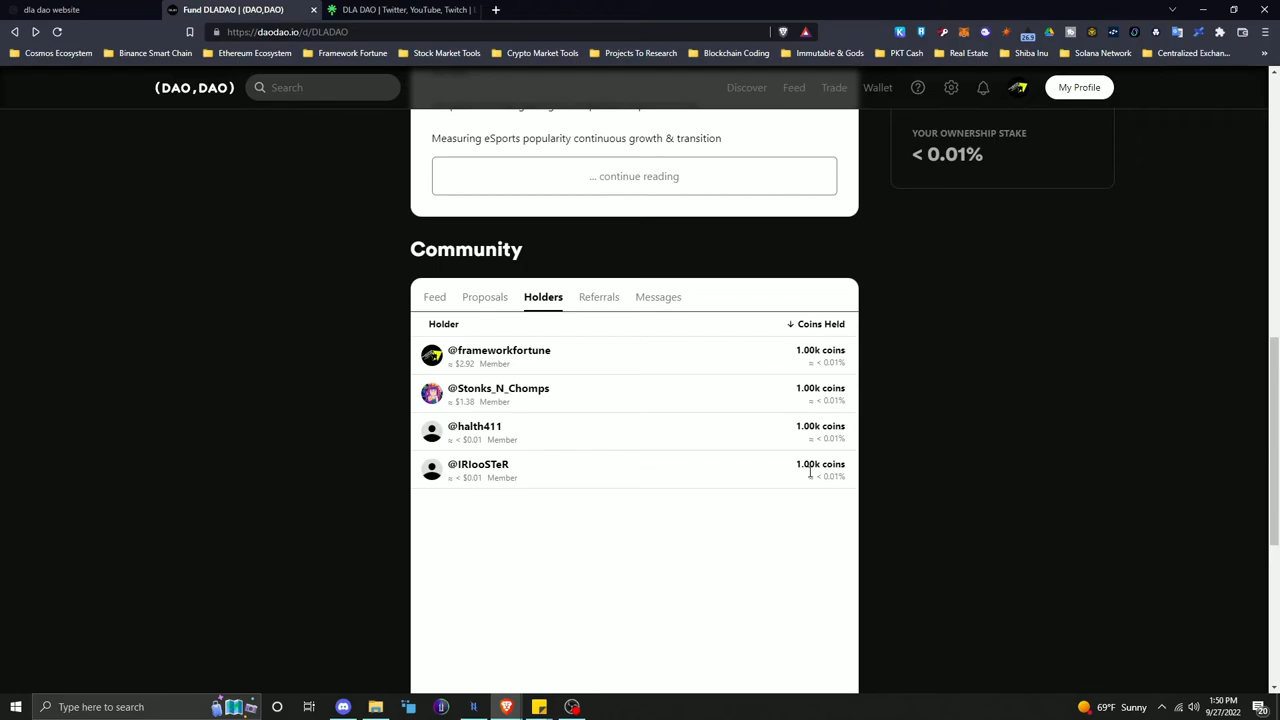 dla dao website
Fund DLADAO | (DAO,DAO)
DLA DAO | Twitter, YouTube, Twitch |
https://daodao.io/d/DLADAO
26.9
Cosmos Ecosystem
Binance Smart Chain
Ethereum Ecosystem
Framework Fortune
Stock Market Tools
Crypto Market Tools
Projects To Research
Blockchain Coding
Immutable & Gods
PKT Cash
Real Estate
Shiba Inu
Solana Network
Centralized Exchan...
(DAO,DAO)
Search
Discover
Feed
Trade
Wallet
My Profile
Measuring eSports popularity continuous growth & transition
... continue reading
YOUR OWNERSHIP STAKE
< 0.01%
Community
Feed
Proposals
Holders
Referrals
Messages
Holder
↓ Coins Held
@frameworkfortune
1.00k coins
≈ $2.92 Member
≈ < 0.01%
@Stonks_N_Chomps
1.00k coins
≈ $1.38 Member
≈ < 0.01%
@halth411
1.00k coins
≈ < $0.01 Member
≈ < 0.01%
@IRIooSTeR
1.00k coins
≈ < $0.01 Member
≈ < 0.01%
Type here to search
69°F Sunny
1:50 PM
9/27/2022
20